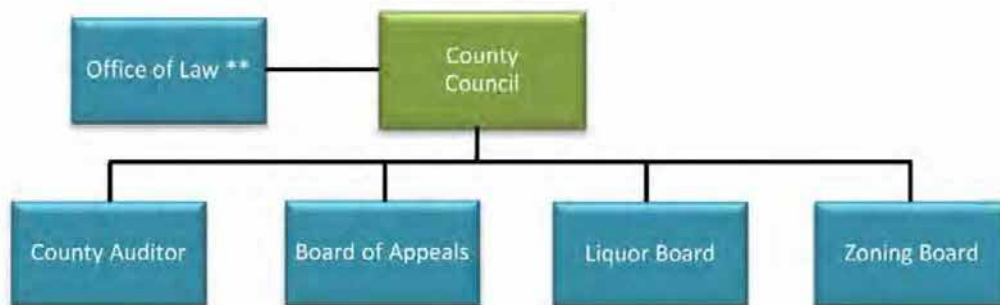 Office of Law **
County
Council
County Auditor
Board of Appeals
Liquor Board
Zoning Board